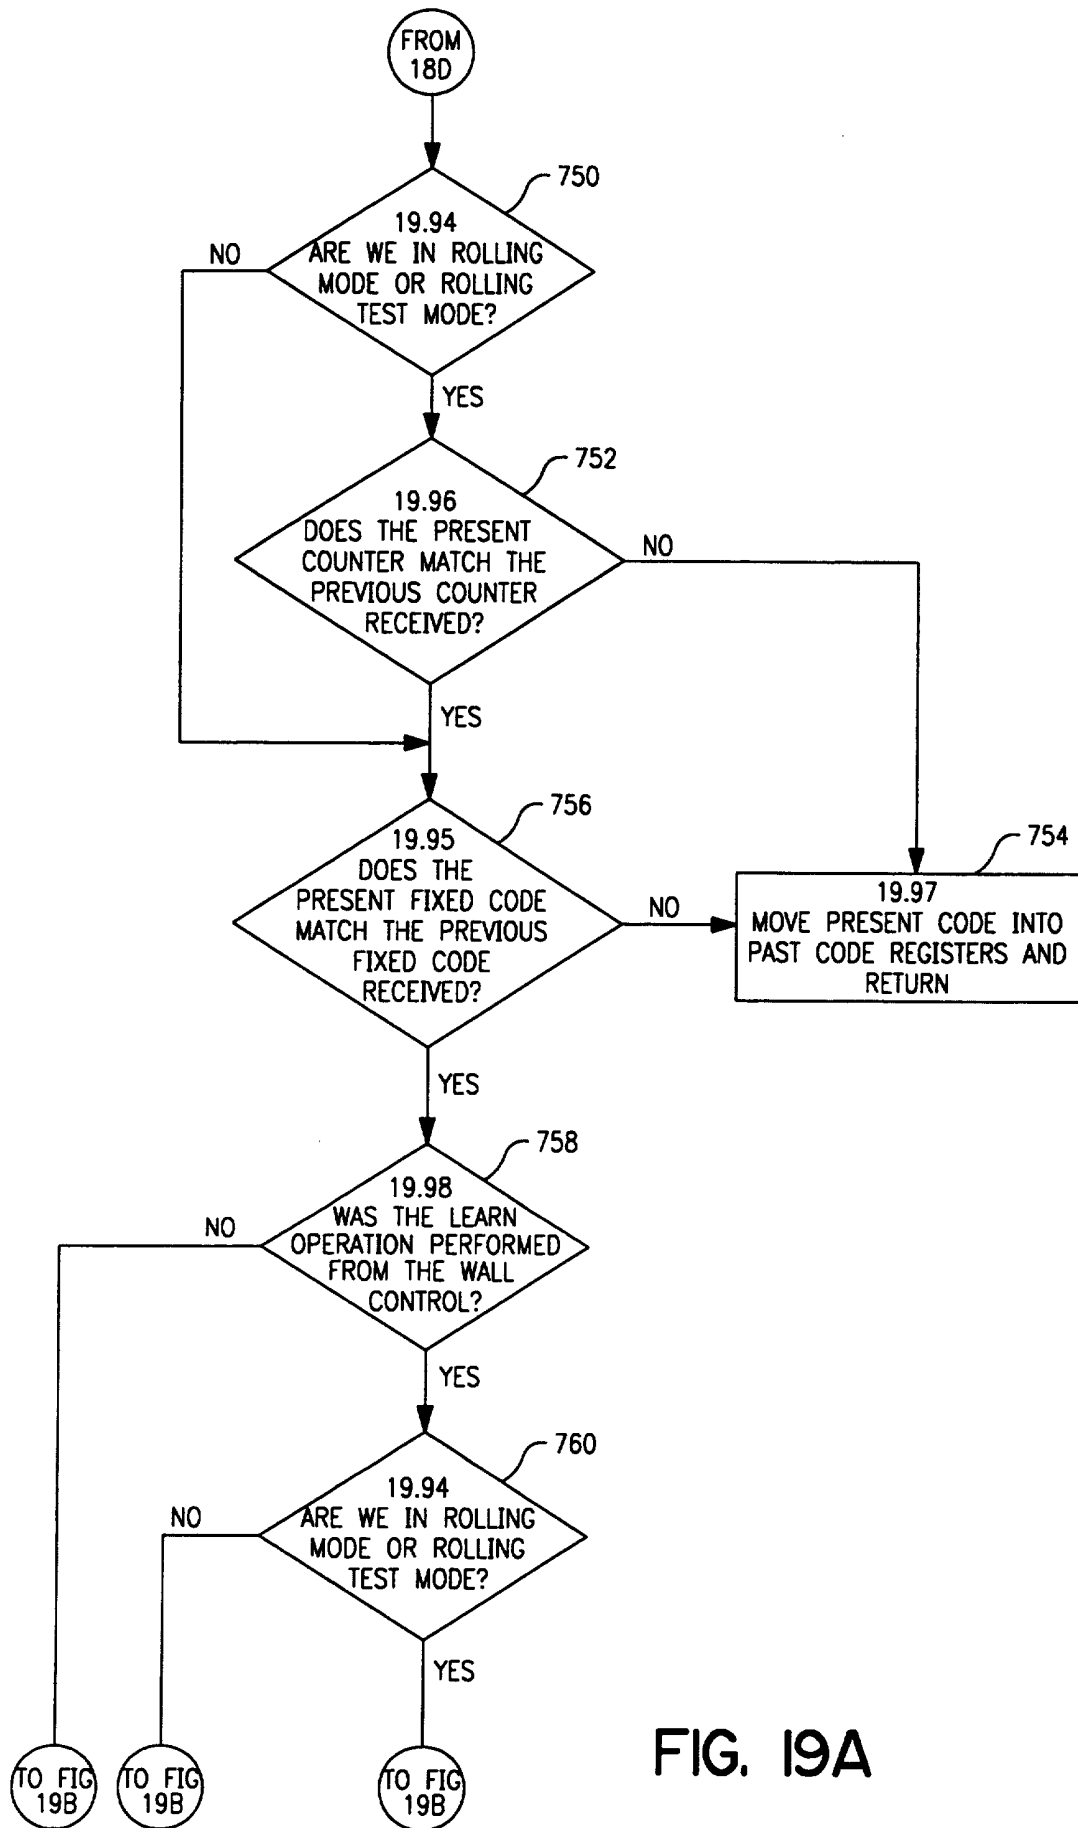 FROM
18D
750
19.94
ARE WE IN ROLLING
MODE OR ROLLING
TEST MODE?
NO
YES
752
19.96
DOES THE PRESENT
COUNTER MATCH THE
PREVIOUS COUNTER
RECEIVED?
NO
YES
756
19.95
DOES THE
PRESENT FIXED CODE
MATCH THE PREVIOUS
FIXED CODE
RECEIVED?
NO
754
19.97
MOVE PRESENT CODE INTO
PAST CODE REGISTERS AND
RETURN
YES
758
19.98
WAS THE LEARN
OPERATION PERFORMED
FROM THE WALL
CONTROL?
NO
YES
760
19.94
ARE WE IN ROLLING
MODE OR ROLLING
TEST MODE?
NO
YES
TO FIG
19B
TO FIG
19B
TO FIG
19B
FIG. 19A